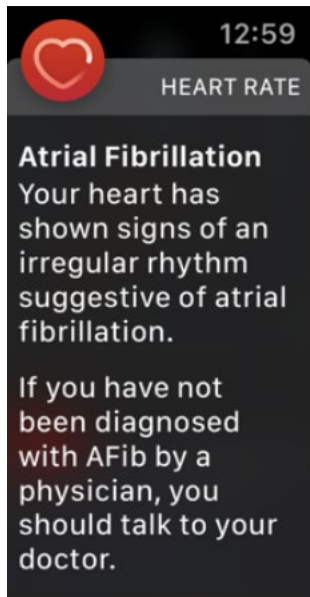 12:59
HEART RATE
Atrial Fibrillation
Your heart has
shown signs of an
irregular rhythm
suggestive of atrial
fibrillation.
If you have not
been diagnosed
with AFib by a
physician, you
should talk to your
doctor.